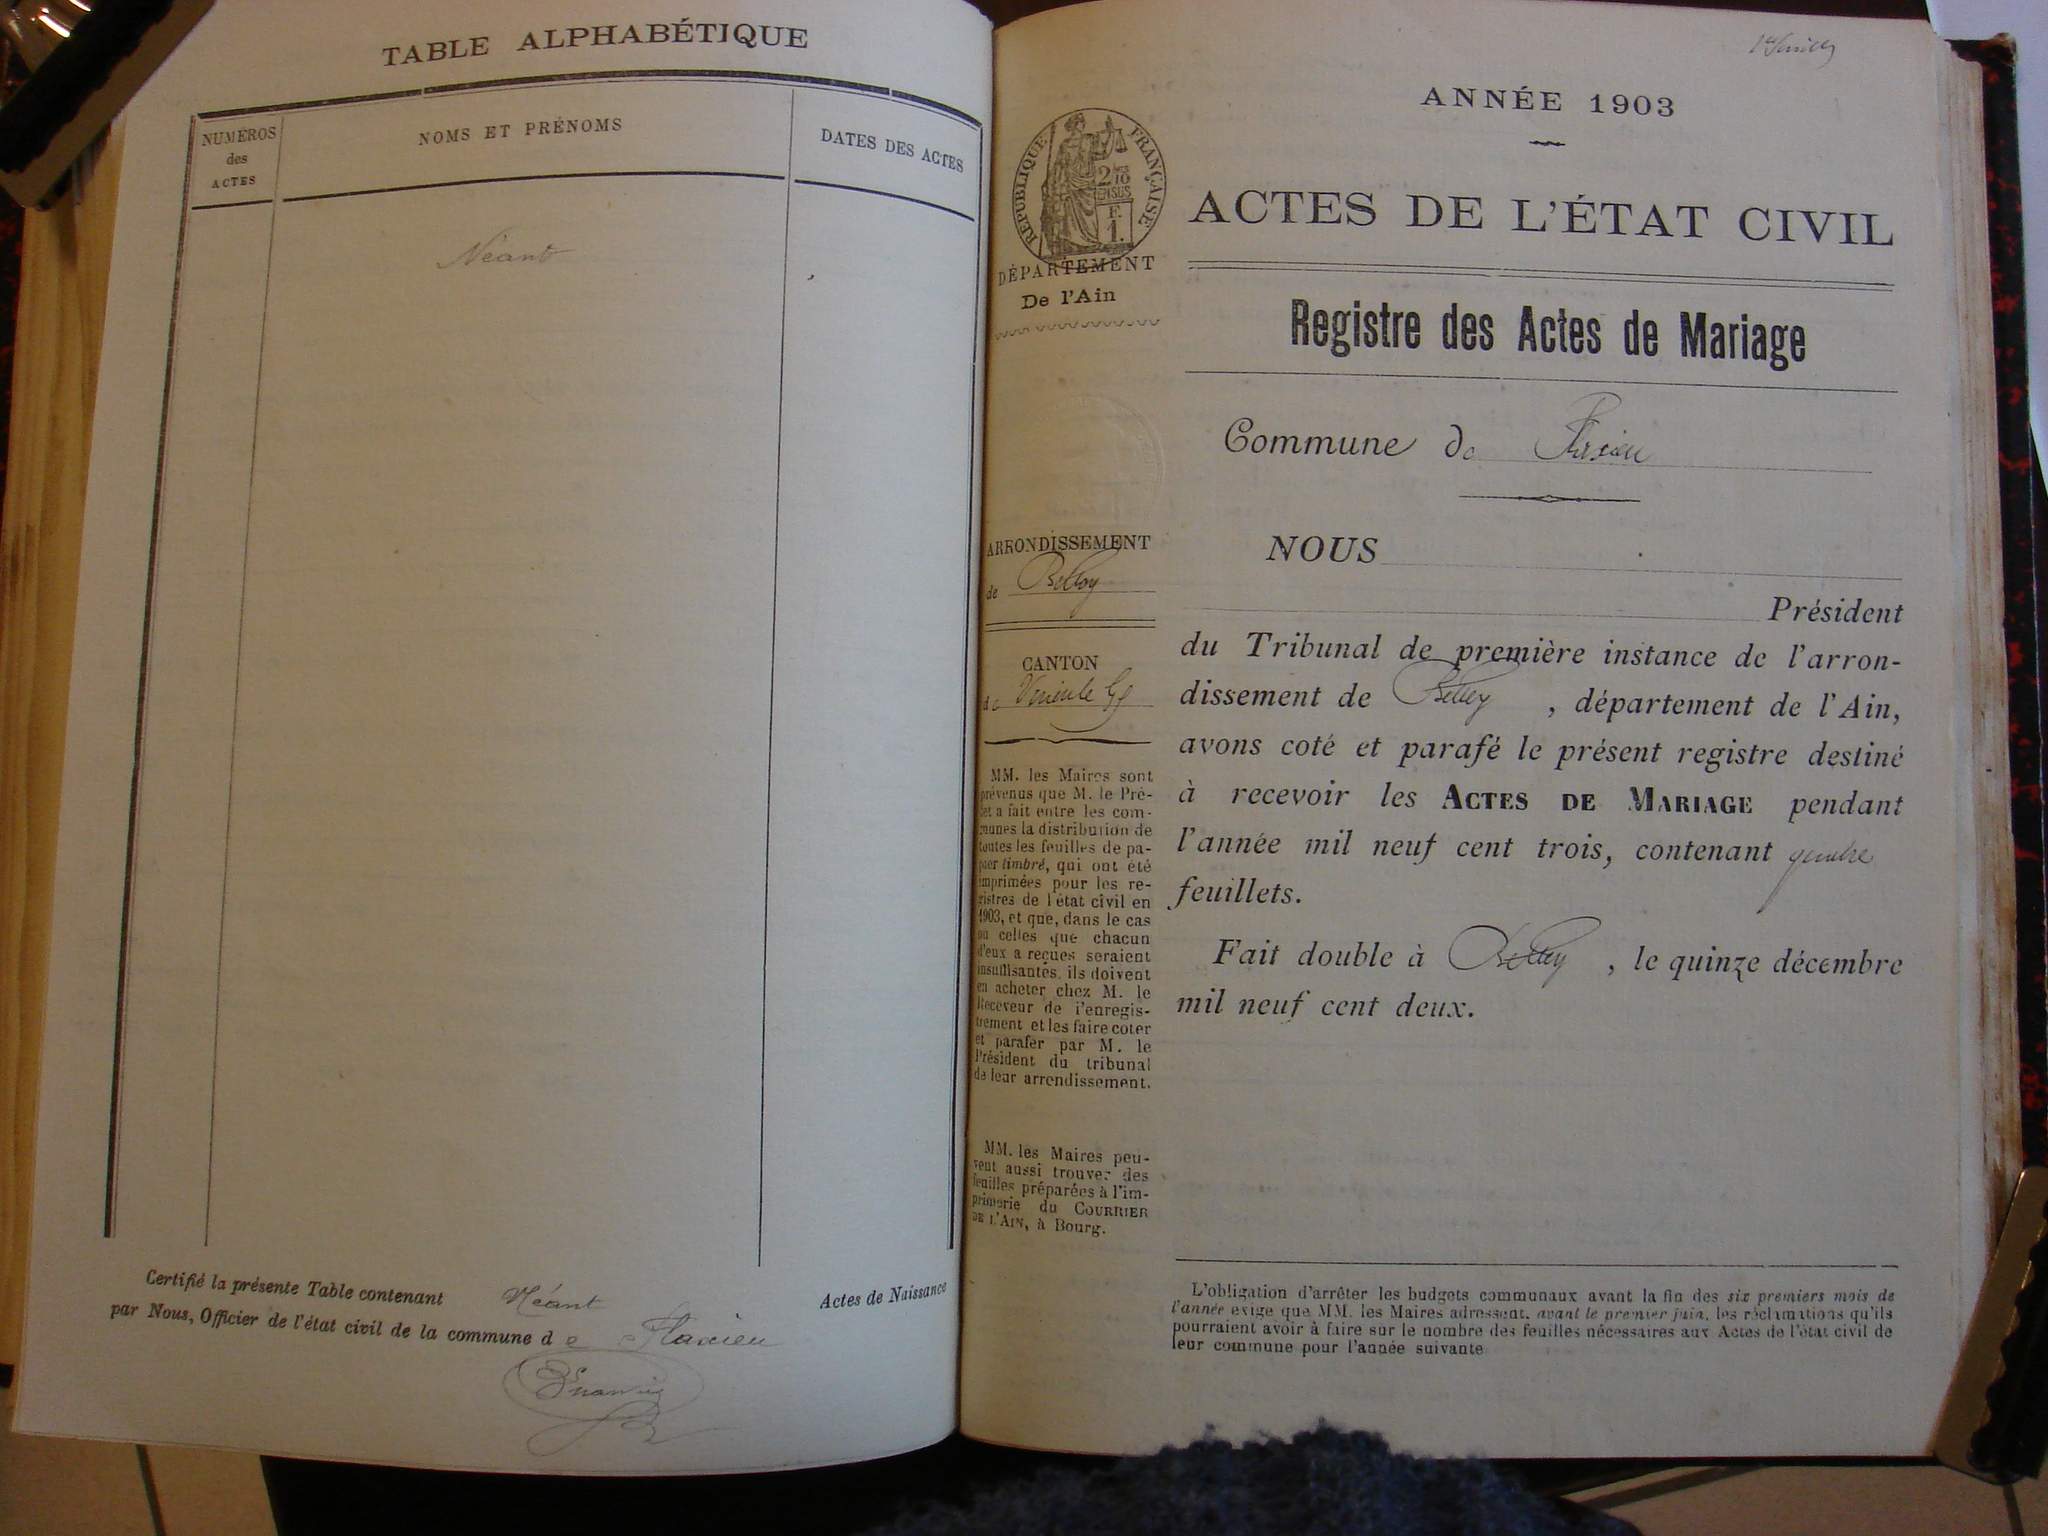 TABLE ALPHABÉTIQUE
NUMÉROS
des
ACTES
NOMS ET PRÉNOMS
DATES DES ACTES
Néant
Certifié la présente Table contenant Néant Actes de Naissance
par Nous, Officier de l'état civil de la commune de Flaxieu
ANNÉE 1903
RÉPUBLIQUE FRANÇAISE
2 10
EN SUS
F.
1.
DÉPARTEMENT
De l'Ain
ACTES DE L'ÉTAT CIVIL
Registre des Actes de Mariage
Commune de Flaxieu
ARRONDISSEMENT
de Belley
CANTON
de
MM. les Maires sont
prévenus que M. le Pré-
fet a fait entre les com-
munes la distribution de
toutes les feuilles de pa-
pier timbré, qui ont été
imprimées pour les re-
gistres de l'état civil en
1903, et que, dans le cas
où celles que chacun
d'eux a reçues seraient
insuffisantes, ils doivent
en acheter chez M. le
Receveur de l'enregis-
trement et les faire coter
et parafer par M. le
Président du tribunal
de leur arrondissement.
MM. les Maires peu-
vent aussi trouver des
feuilles préparées à l'im-
primerie du COURRIER
DE L'AIN, à Bourg.
NOUS
Président
du Tribunal de première instance de l'arron-
dissement de Belley, département de l'Ain,
avons coté et parafé le présent registre destiné
à recevoir les ACTES DE MARIAGE pendant
l'année mil neuf cent trois, contenant
feuillets.
Fait double à Belley, le quinze décembre
mil neuf cent deux.
L'obligation d'arrêter les budgets communaux avant la fin des six premiers mois de
l'année exige que MM. les Maires adressent, avant le premier juin, les réclamations qu'ils
pourraient avoir à faire sur le nombre des feuilles nécessaires aux Actes de l'état civil de
leur commune pour l'année suivante